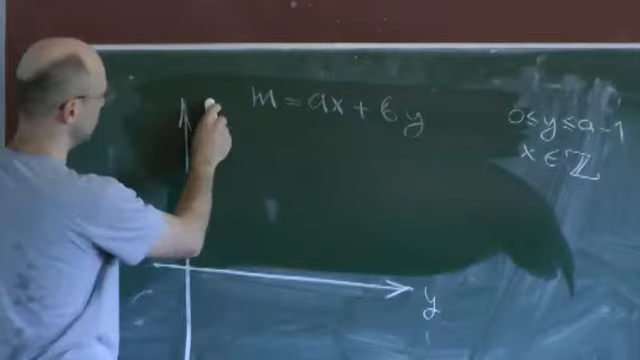 m = ax + by
0 ≤ y ≤ a - 1
x ∈ ℤ
y